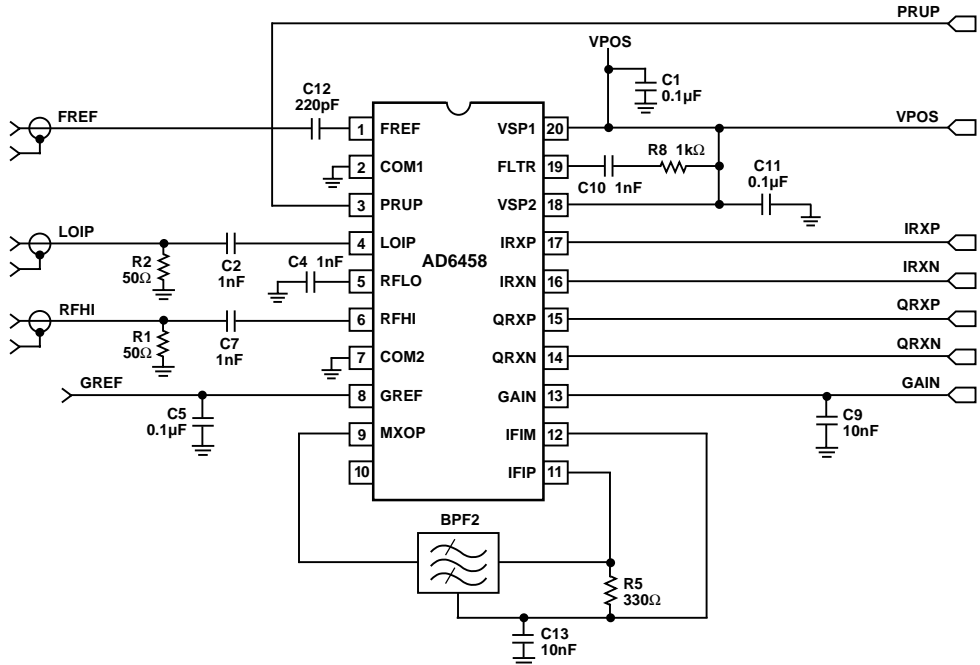 PRUP
VPOS
C1
0.1µF
C12
220pF
FREF
VPOS
1 FREF
VSP1 20
R8 1kΩ
2 COM1
FLTR 19
C10 1nF
C11
0.1µF
3 PRUP
VSP2 18
LOIP
IRXP
4 LOIP
IRXP 17
R2
50Ω
C2
1nF
C4 1nF
AD6458
IRXN
5 RFLO
IRXN 16
RFHI
QRXP
6 RFHI
QRXP 15
R1
50Ω
C7
1nF
QRXN
7 COM2
QRXN 14
GREF
GAIN
8 GREF
GAIN 13
C5
0.1µF
C9
10nF
9 MXOP
IFIM 12
10
IFIP 11
BPF2
R5
330Ω
C13
10nF